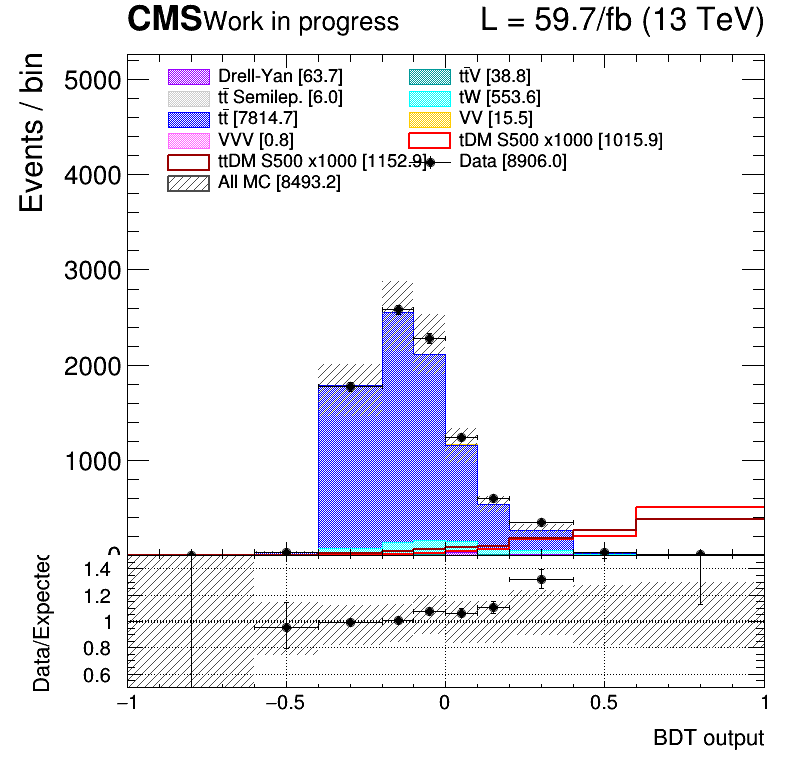 CMS Work in progress L = 59.7/fb (13 TeV)
Events / bin
5000
4000
3000
2000
1000
0
Drell-Yan [63.7]
tt̄V [38.8]
tt̄ Semilep. [6.0]
tW [553.6]
tt̄ [7814.7]
VV [15.5]
VVV [0.8]
tDM S500 x1000 [1015.9]
ttDM S500 x1000 [1152.9]
Data [8906.0]
All MC [8493.2]
Data/Expected
1.4
1.2
1
0.8
0.6
−1 −0.5 0 0.5 1
BDT output